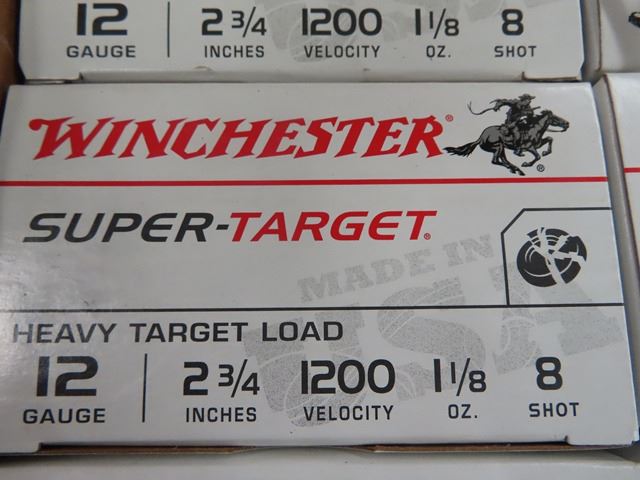 12 2 3/4 1200 1 1/8 8
GAUGE INCHES VELOCITY OZ. SHOT
WINCHESTER®
®
SUPER-TARGET®
MADE IN
USA
HEAVY TARGET LOAD
12 2 3/4 1200 1 1/8 8
GAUGE INCHES VELOCITY OZ. SHOT